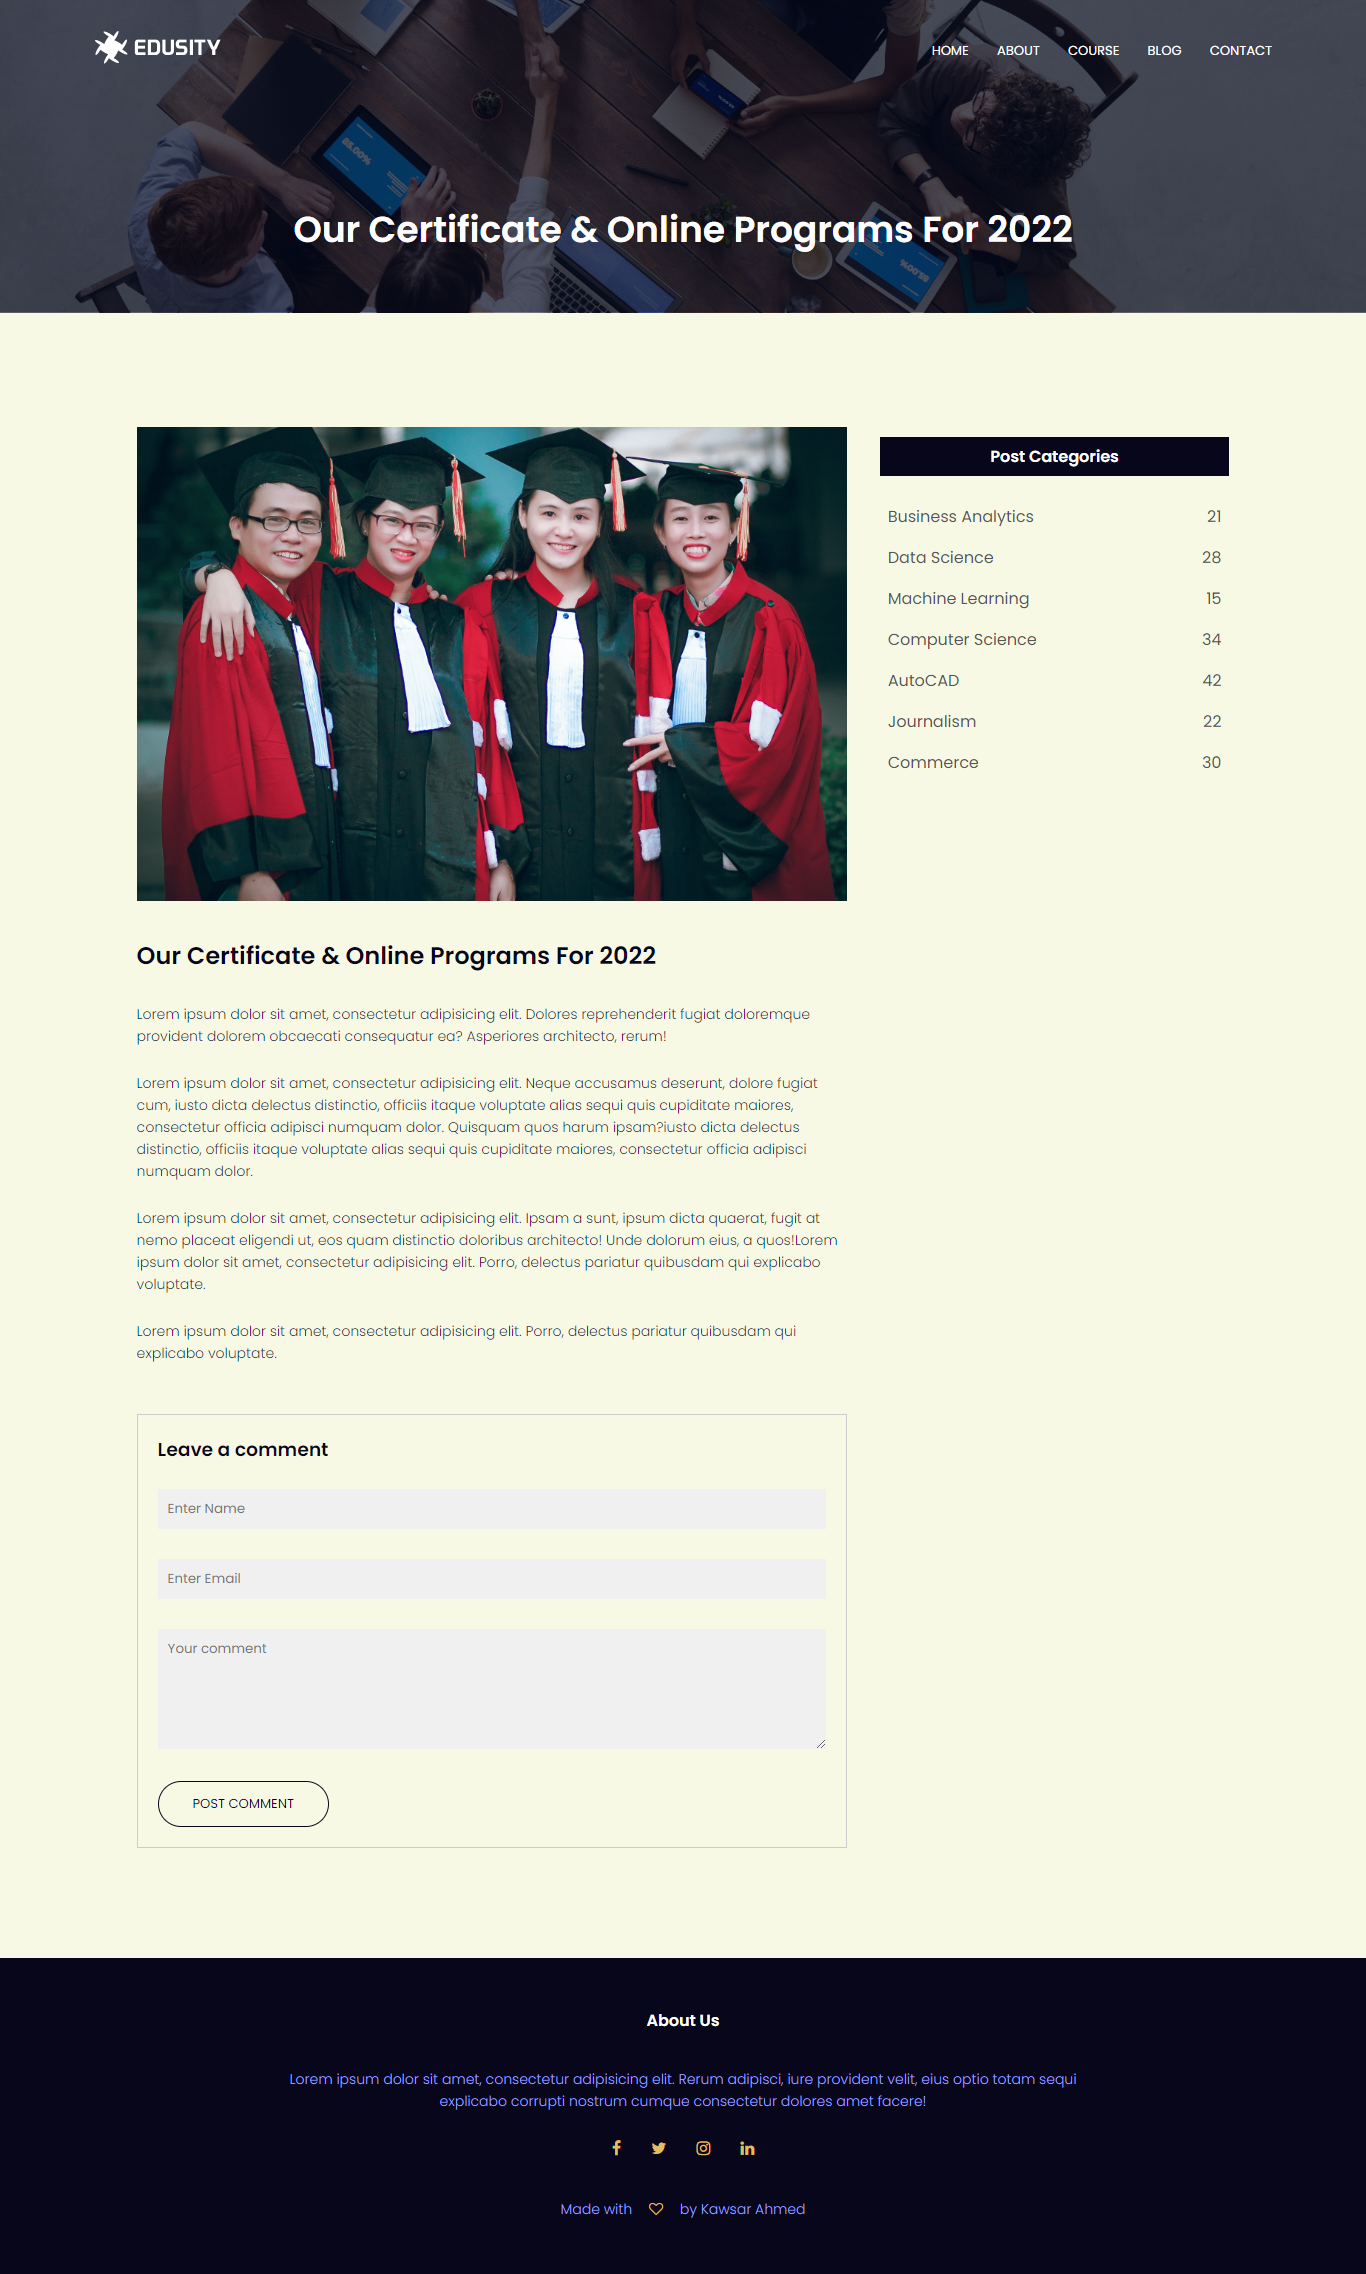 EDUSITY
HOME ABOUT COURSE BLOG CONTACT
85.00%
85.00%
Our Certificate & Online Programs For 2022
Post Categories
Business Analytics 21
Data Science 28
Machine Learning 15
Computer Science 34
AutoCAD 42
Journalism 22
Commerce 30
Our Certificate & Online Programs For 2022
Lorem ipsum dolor sit amet, consectetur adipisicing elit. Dolores reprehenderit fugiat doloremque
provident dolorem obcaecati consequatur ea? Asperiores architecto, rerum!
Lorem ipsum dolor sit amet, consectetur adipisicing elit. Neque accusamus deserunt, dolore fugiat
cum, iusto dicta delectus distinctio, officiis itaque voluptate alias sequi quis cupiditate maiores,
consectetur officia adipisci numquam dolor. Quisquam quos harum ipsam?iusto dicta delectus
distinctio, officiis itaque voluptate alias sequi quis cupiditate maiores, consectetur officia adipisci
numquam dolor.
Lorem ipsum dolor sit amet, consectetur adipisicing elit. Ipsam a sunt, ipsum dicta quaerat, fugit at
nemo placeat eligendi ut, eos quam distinctio doloribus architecto! Unde dolorum eius, a quos!Lorem
ipsum dolor sit amet, consectetur adipisicing elit. Porro, delectus pariatur quibusdam qui explicabo
voluptate.
Lorem ipsum dolor sit amet, consectetur adipisicing elit. Porro, delectus pariatur quibusdam qui
explicabo voluptate.
Leave a comment
Enter Name
Enter Email
Your comment
POST COMMENT
About Us
Lorem ipsum dolor sit amet, consectetur adipisicing elit. Rerum adipisci, iure provident velit, eius optio totam sequi
explicabo corrupti nostrum cumque consectetur dolores amet facere!
Made with by Kawsar Ahmed